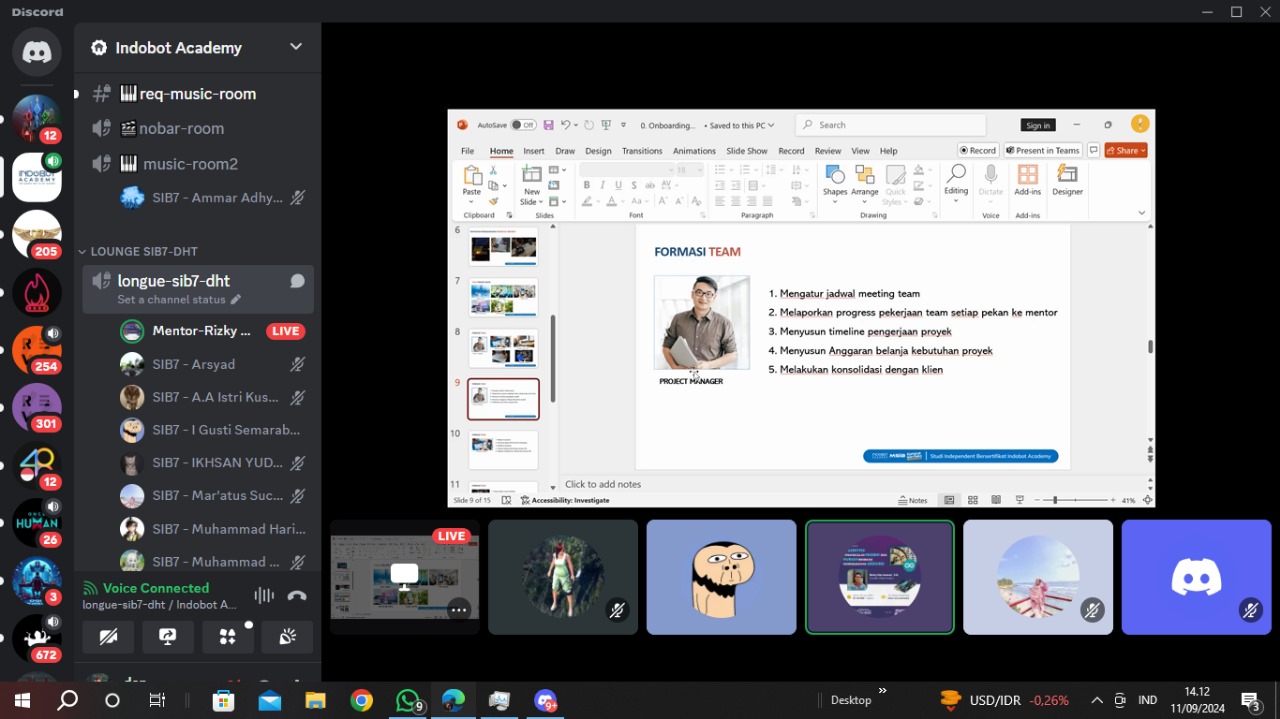 Discord
Indobot Academy
req-music-room
nobar-room
music-room2
SIB7 - Ammar Adhy...
LOUNGE SIB7-DHT
longue-sib7-dht
Set a channel status
Mentor-Rizky ...
LIVE
SIB7 - Arsyad
SIB7 - A.A Istri Kus...
SIB7 - I Gusti Semarab...
SIB7 - IKHSAN YUD...
SIB7 - Mar'atus Suc...
SIB7 - Muhammad Hari...
SIB7 - Muhammad ...
Voice Connected
longue-sib7-dht / Indobot A...
12
INDOBOT
ACADEMY
205
254
301
12
26
3
672
AutoSave Off
0. Onboarding... • Saved to this PC
Search
Sign in
File Home Insert Draw Design Transitions Animations Slide Show Record Review View Help
Record
Present in Teams
Share
Paste
New
Slide
18
Shapes
Arrange
Quick
Styles
Editing
Dictate
Add-ins
Designer
Clipboard
Slides
Font
Paragraph
Drawing
Voice
Add-ins
6
7
8
9
10
11
FORMASI TEAM
PROJECT MANAGER
1. Mengatur jadwal meeting team
2. Melaporkan progress pekerjaan team setiap pekan ke mentor
3. Menyusun timeline pengerjaan proyek
4. Menyusun Anggaran belanja kebutuhan proyek
5. Melakukan konsolidasi dengan klien
Studi Independent Bersertifikat Indobot Academy
Click to add notes
Slide 9 of 15
Accessibility: Investigate
Notes
41%
LIVE
9
9+
Desktop
USD/IDR -0,26%
IND
14.12
11/09/2024
3